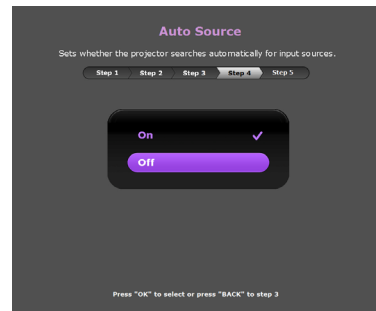 Auto Source
Sets whether the projector searches automatically for input sources.
Step 1 Step 2 Step 3 Step 4 Step 5
On
Off
Press "OK" to select or press "BACK" to step 3